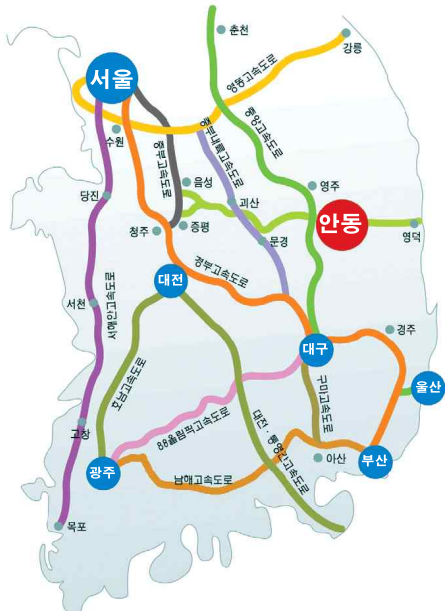 춘천
강릉
영동고속도로
서울
중앙고속도로
중부내륙고속도로
수원
중부고속도로
음성
영주
당진
괴산
안동
청주
증평
문경
영덕
경부고속도로
대전
서해안고속도로
서천
경주
대구
울산
호남고속도로
구미고속도로
88올림픽고속도로
대전·통영간고속도로
고창
광주
남해고속도로
아산
부산
목포